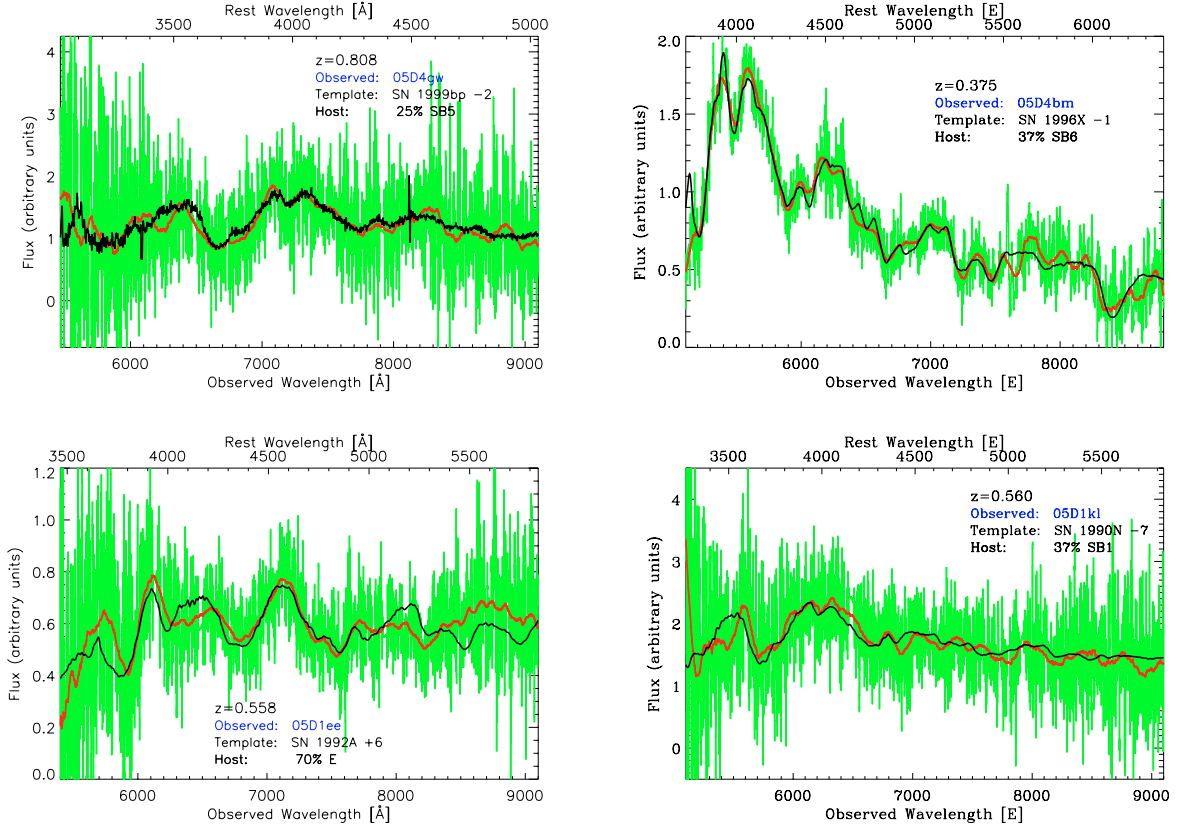 Rest Wavelength [Å]
3500 4000 4500 5000
Flux (arbitrary units)
4
3
2
1
0
z=0.808
Observed: 05D4gw
Template: SN 1999bp −2
Host: 25% SB5
6000 7000 8000 9000
Observed Wavelength [Å]
Rest Wavelength [E]
4000 4500 5000 5500 6000
Flux (arbitrary units)
2.0
1.5
1.0
0.5
0.0
z=0.375
Observed: 05D4bm
Template: SN 1996X −1
Host: 37% SB6
6000 7000 8000
Observed Wavelength [E]
Rest Wavelength [Å]
3500 4000 4500 5000 5500
Flux (arbitrary units)
1.2
1.0
0.8
0.6
0.4
0.2
0.0
z=0.558
Observed: 05D1ee
Template: SN 1992A +6
Host: 70% E
6000 7000 8000 9000
Observed Wavelength [Å]
Rest Wavelength [E]
3500 4000 4500 5000 5500
Flux (arbitrary units)
4
3
2
1
0
z=0.560
Observed: 05D1kl
Template: SN 1990N −7
Host: 37% SB1
6000 7000 8000 9000
Observed Wavelength [E]